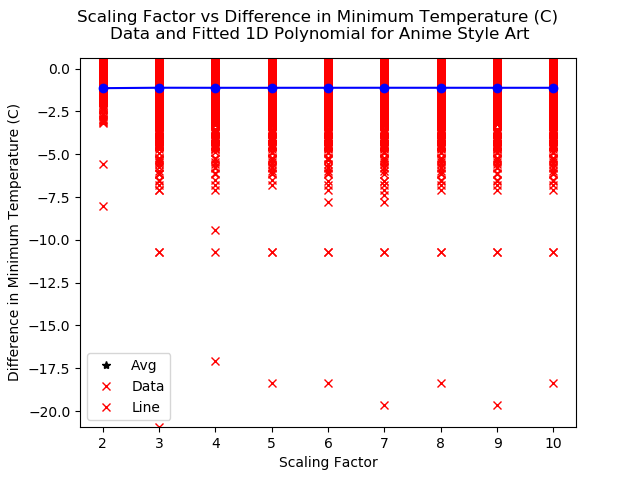 Scaling Factor vs Difference in Minimum Temperature (C)
Data and Fitted 1D Polynomial for Anime Style Art
Difference in Minimum Temperature (C)
0.0
−2.5
−5.0
−7.5
−10.0
−12.5
−15.0
−17.5
−20.0
Avg
Data
Line
2 3 4 5 6 7 8 9 10
Scaling Factor